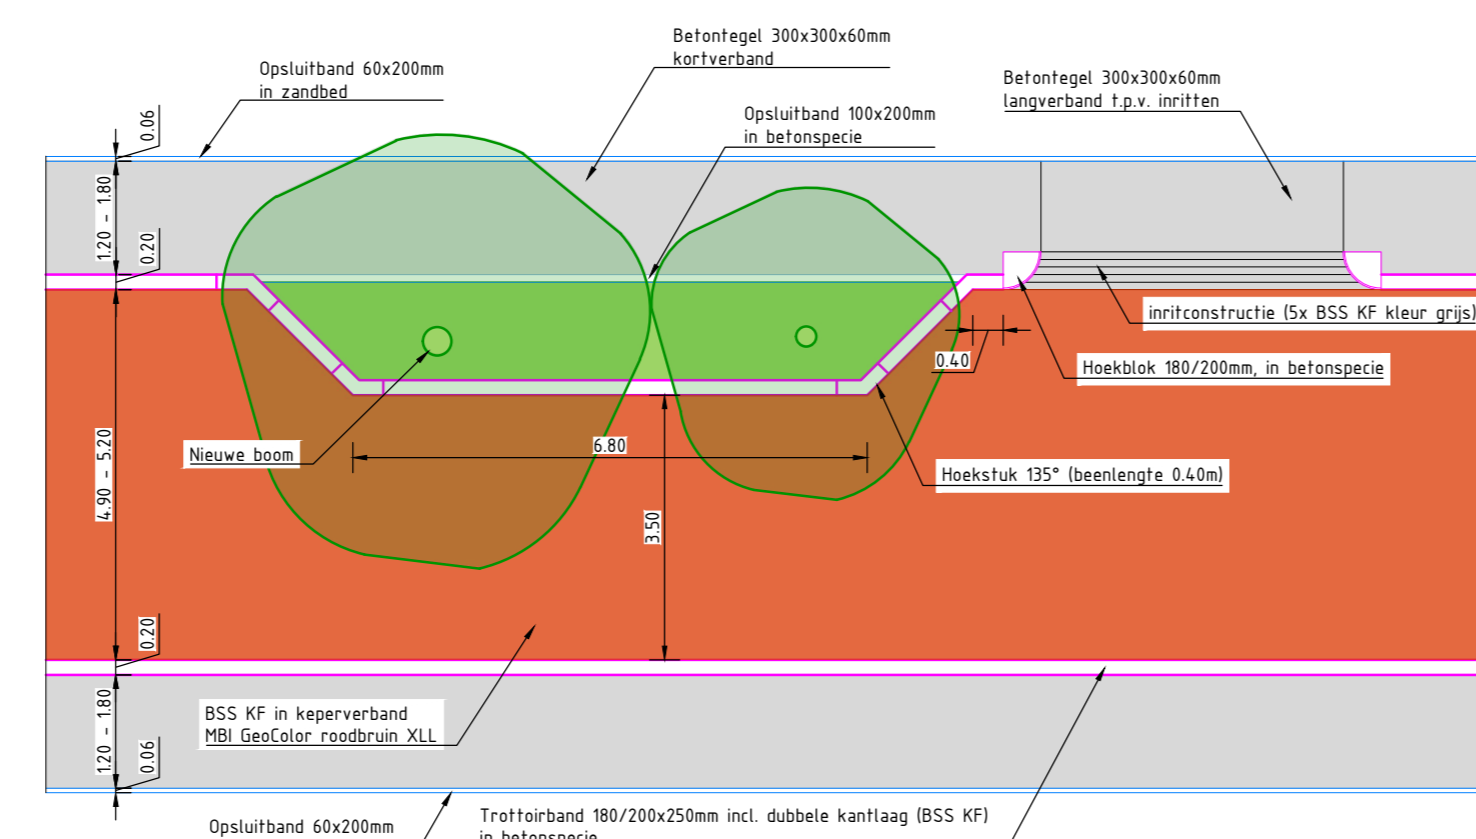 Betontegel 300x300x60mm
kortverband
Opsluitband 60x200mm
in zandbed
Betontegel 300x300x60mm
langverband t.p.v. inritten
Opsluitband 100x200mm
in betonspecie
0.06
1.20 - 1.80
0.20
inritconstructie (5x BSS KF kleur grijs)
0.40
Hoekblok 180/200mm, in betonspecie
Nieuwe boom
6.80
Hoekstuk 135° (beenlengte 0.40m)
4.90 - 5.20
3.50
0.20
BSS KF in keperverband
MBI GeoColor roodbruin XLL
1.20 - 1.80
0.06
Trottoirband 180/200x250mm incl. dubbele kantlaag (BSS KF)
in betonspecie
Opsluitband 60x200mm